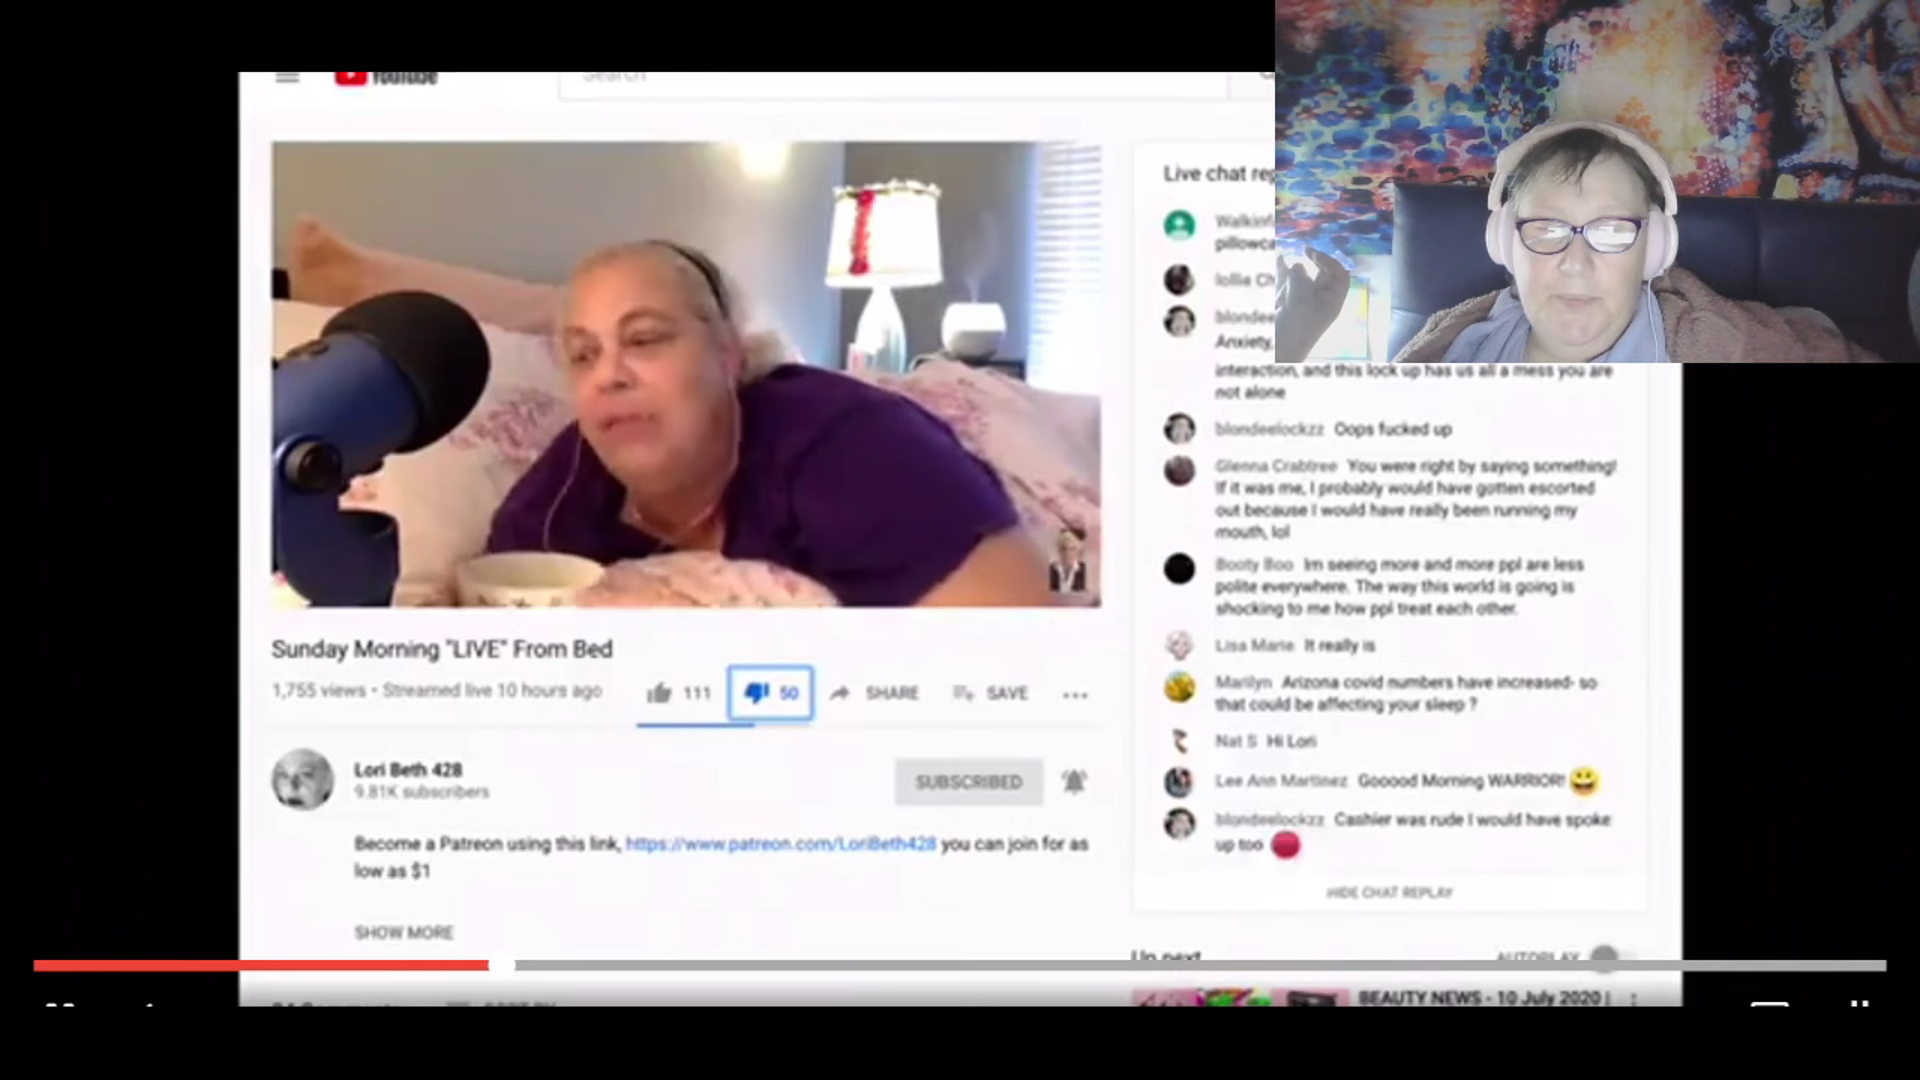 YouTube
Search
Live chat rep
Walkinf
pillowca
lollie Ch
blondee
Anxiety,
interaction, and this lock up has us all a mess you are
not alone
blondeelockzz Oops fucked up
Glenna Crabtree You were right by saying something!
If it was me, I probably would have gotten escorted
out because I would have really been running my
mouth, lol
Booty Boo Im seeing more and more ppl are less
polite everywhere. The way this world is going is
shocking to me how ppl treat each other.
Lisa Marie It really is
Marilyn Arizona covid numbers have increased- so
that could be affecting your sleep ?
Nat S Hi Lori
Lee Ann Martinez Gooood Morning WARRIOR! 😀
blondeelockzz Cashier was rude I would have spoke
up too
HIDE CHAT REPLAY
Sunday Morning "LIVE" From Bed
1,755 views • Streamed live 10 hours ago
111
50
SHARE
SAVE
Lori Beth 428
9.81K subscribers
SUBSCRIBED
Become a Patreon using this link, https://www.patreon.com/LoriBeth428 you can join for as
low as $1
SHOW MORE
Up next
AUTOPLAY
BEAUTY NEWS - 10 July 2020 |